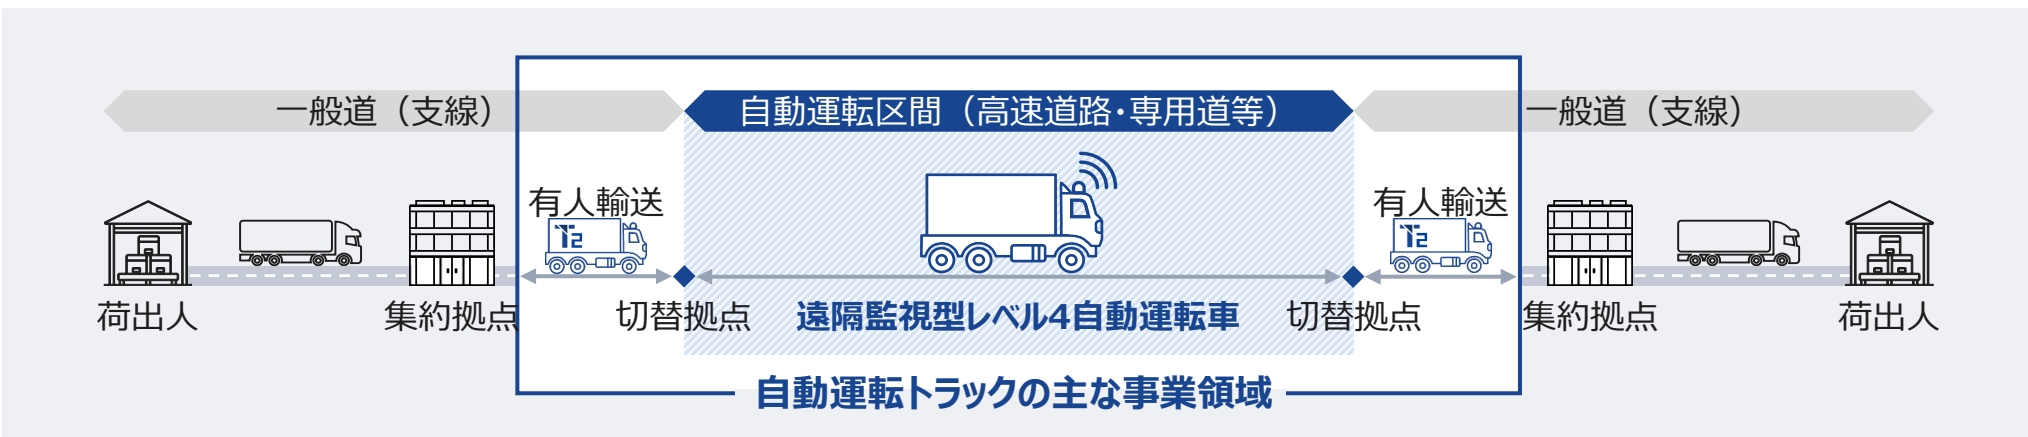 一般道（支線）
自動運転区間（高速道路・専用道等）
一般道（支線）
有人輸送
有人輸送
T2
T2
荷出人
集約拠点
切替拠点
遠隔監視型レベル4自動運転車
切替拠点
集約拠点
荷出人
自動運転トラックの主な事業領域